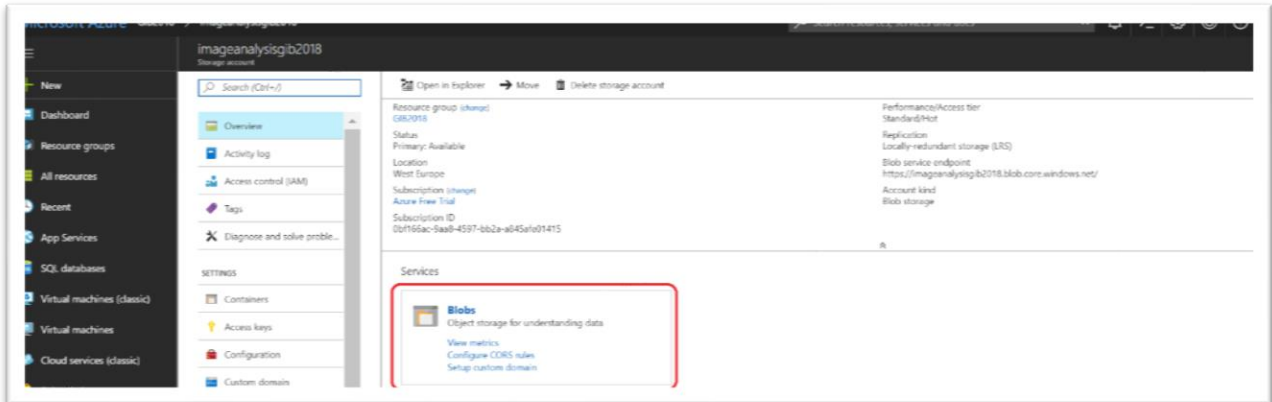 Microsoft Azure
imageanalysisgib2018
Storage account
New
Dashboard
Resource groups
All resources
Recent
App Services
SQL databases
Virtual machines (classic)
Virtual machines
Cloud services (classic)
Search (Ctrl+/)
Overview
Activity log
Access control (IAM)
Tags
Diagnose and solve proble...
SETTINGS
Containers
Access keys
Configuration
Custom domain
Open in Explorer
Move
Delete storage account
Resource group (change)
GIB2018
Status
Primary: Available
Location
West Europe
Subscription (change)
Azure Free Trial
Subscription ID
Performance/Access tier
Standard/Hot
Replication
Locally-redundant storage (LRS)
Blob service endpoint
https://imageanalysisgib2018.blob.core.windows.net/
Account kind
Blob storage
Services
Blobs
Object storage for understanding data
View metrics
Configure CORS rules
Setup custom domain